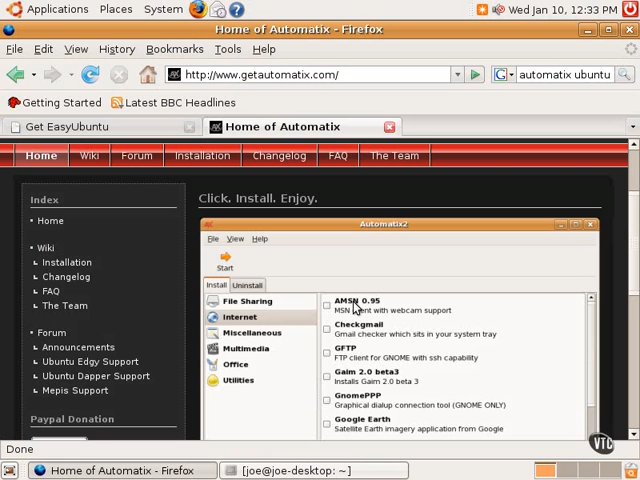 Applications Places System Wed Jan 10, 12:33 PM
Home of Automatix - Firefox
File Edit View History Bookmarks Tools Help
http://www.getautomatix.com/ G automatix ubuntu
Getting Started Latest BBC Headlines
Get EasyUbuntu Home of Automatix
Home Wiki Forum Installation Changelog FAQ The Team
Index
Home
Wiki
Installation
Changelog
FAQ
The Team
Forum
Announcements
Ubuntu Edgy Support
Ubuntu Dapper Support
Mepis Support
Paypal Donation
Click. Install. Enjoy.
Automatix2
File View Help
Start
Install Uninstall
File Sharing
Internet
Miscellaneous
Multimedia
Office
Utilities
AMSN 0.95
MSN client with webcam support
Checkgmail
Gmail checker which sits in your system tray
GFTP
FTP client for GNOME with ssh capability
Gaim 2.0 beta3
Installs Gaim 2.0 beta 3
GnomePPP
Graphical dialup connection tool (GNOME ONLY)
Google Earth
Satellite Earth imagery application from Google
Done
VTC
Home of Automatix - Firefox [joe@joe-desktop: ~]